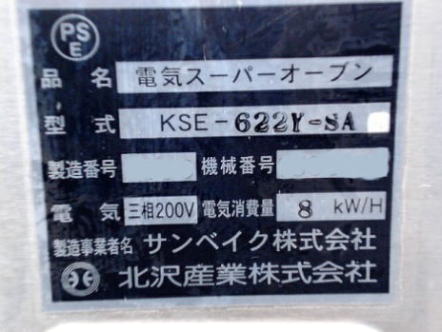 PS
E
品名 電気スーパーオーブン
型式 KSE-622Y-SA
製造番号 機械番号
電気 三相200V 電気消費量 8 kW/H
製造事業者名 サンベイク株式会社
北沢産業株式会社